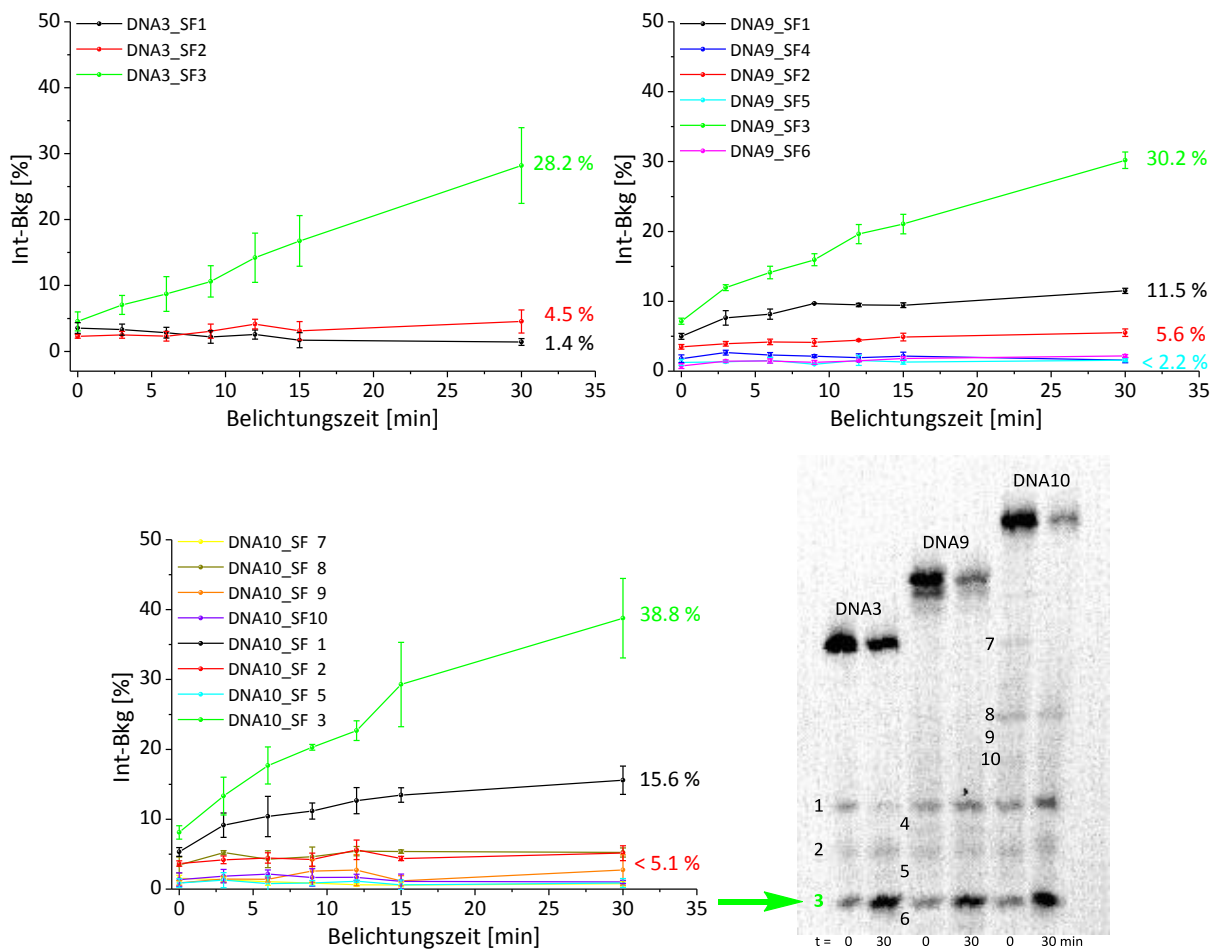 50
40
30
20
10
0
Int-Bkg [%]
DNA3_SF1
DNA3_SF2
DNA3_SF3
28.2 %
4.5 %
1.4 %
0 5 10 15 20 25 30 35
Belichtungszeit [min]
50
40
30
20
10
0
Int-Bkg [%]
DNA9_SF1
DNA9_SF4
DNA9_SF2
DNA9_SF5
DNA9_SF3
DNA9_SF6
30.2 %
11.5 %
5.6 %
< 2.2 %
0 5 10 15 20 25 30 35
Belichtungszeit [min]
50
40
30
20
10
0
Int-Bkg [%]
DNA10_SF 7
DNA10_SF 8
DNA10_SF 9
DNA10_SF10
DNA10_SF 1
DNA10_SF 2
DNA10_SF 5
DNA10_SF 3
38.8 %
15.6 %
< 5.1 %
0 5 10 15 20 25 30 35
Belichtungszeit [min]
DNA10
DNA9
DNA3
7
8
9
10
1
4
2
5
3
6
t = 0 30 0 30 0 30 min